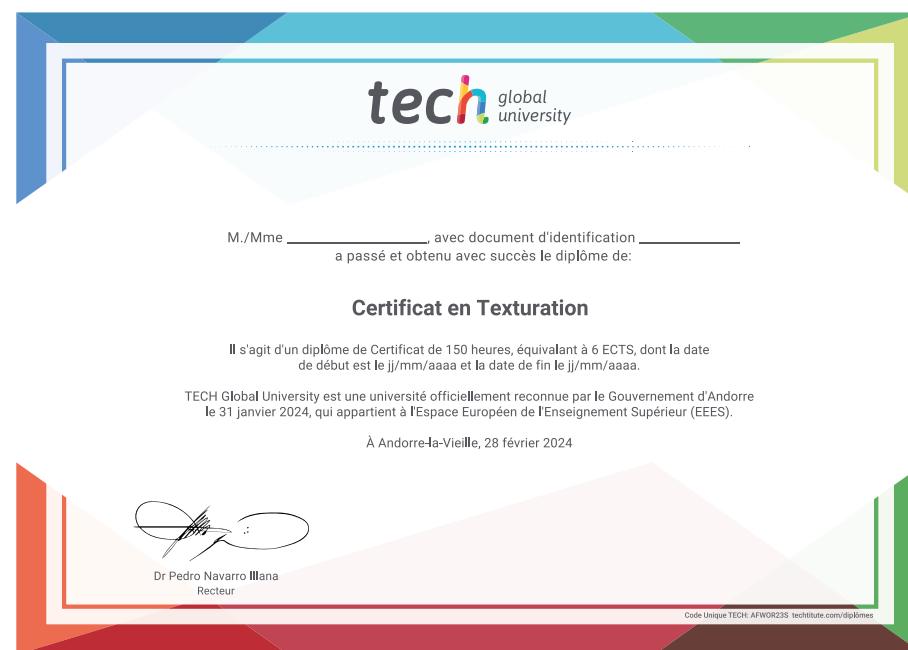 tech global
university
M./Mme ____________, avec document d'identification ____________
a passé et obtenu avec succès le diplôme de:
Certificat en Texturation
Il s'agit d'un diplôme de Certificat de 150 heures, équivalant à 6 ECTS, dont la date
de début est le jj/mm/aaaa et la date de fin le jj/mm/aaaa.
TECH Global University est une université officiellement reconnue par le Gouvernement d'Andorre
le 31 janvier 2024, qui appartient à l'Espace Européen de l'Enseignement Supérieur (EEES).
À Andorre-la-Vieille, 28 février 2024
Dr Pedro Navarro Illana
Recteur
Code Unique TECH: AFWOR23S techtitute.com/diplômes